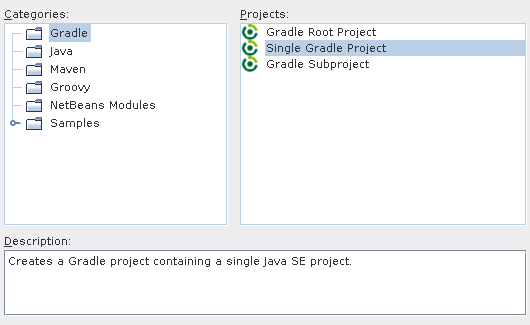 Categories:
Gradle
Java
Maven
Groovy
NetBeans Modules
Samples
Projects:
Gradle Root Project
Single Gradle Project
Gradle Subproject
Description:
Creates a Gradle project containing a single Java SE project.